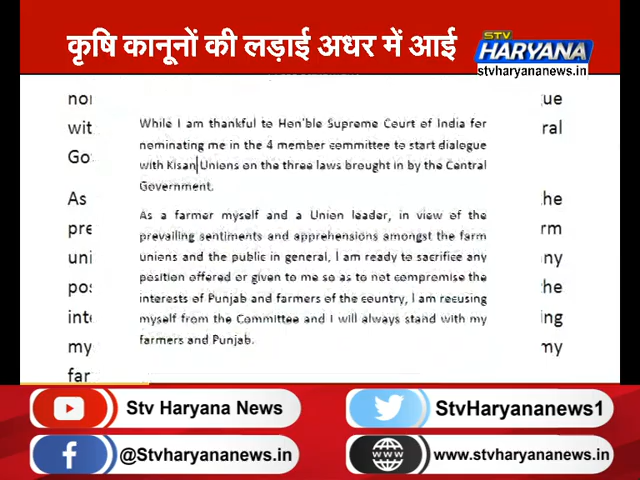 कृषि कानूनों की लड़ाई अधर में आई
STV
HARYANA
NEWS
stvharyananews.in
While I am thankful to Hon'ble Supreme Court of India for
nominating me in the 4 member committee to start dialogue
with Kisan Unions on the three laws brought in by the Central
Government.
As a farmer myself and a Union leader, in view of the
prevailing sentiments and apprehensions amongst the farm
unions and the public in general, I am ready to sacrifice any
position offered or given to me so as to not compromise the
interests of Punjab and farmers of the country, I am recusing
myself from the Committee and I will always stand with my
farmers and Punjab.
Stv Haryana News
StvHaryananews1
@Stvharyananews.in
www.stvharyananews.in